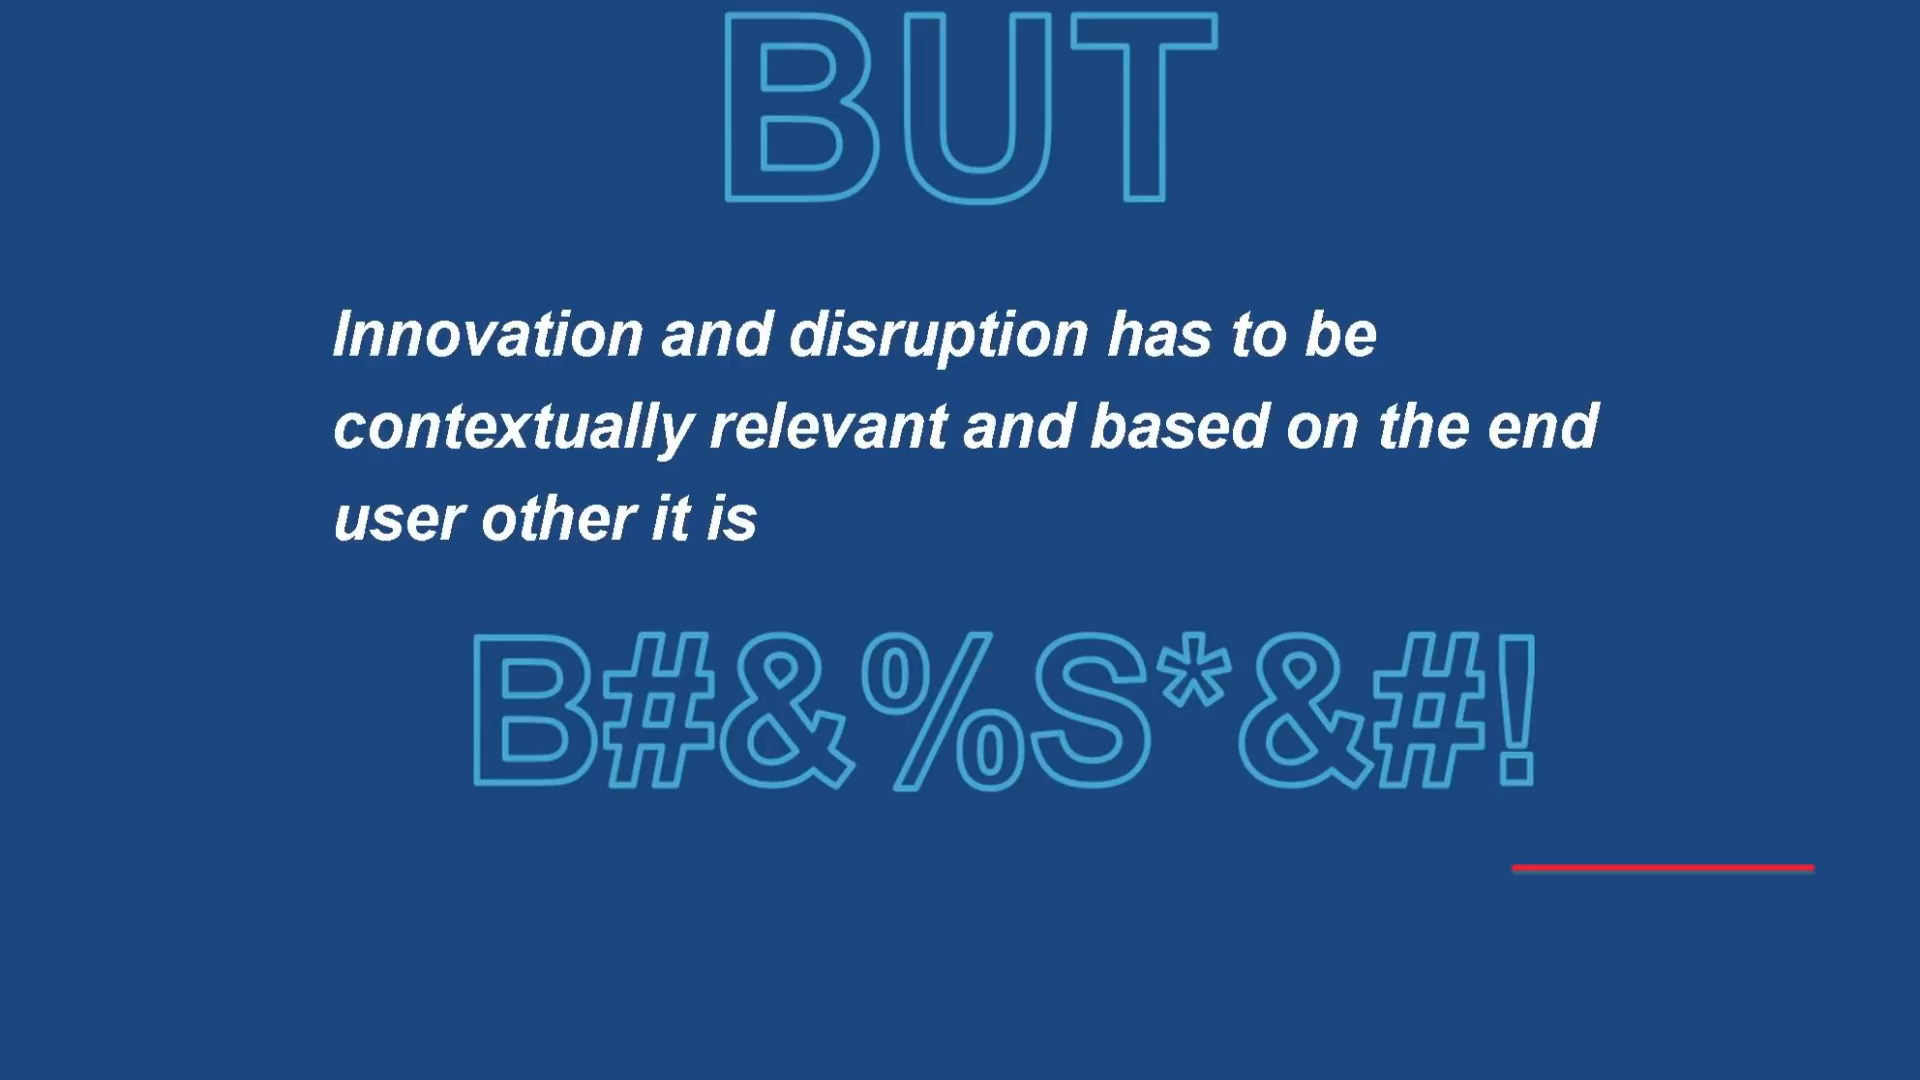 BUT
Innovation and disruption has to be
contextually relevant and based on the end
user other it is
B#&%S*&#!